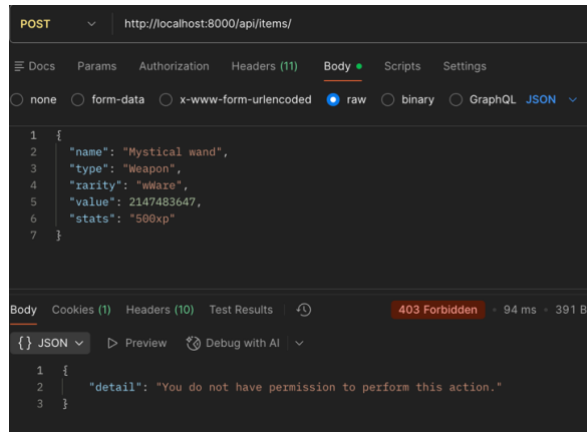 POST http://localhost:8000/api/items/
Docs Params Authorization Headers (11) Body Scripts Settings
none form-data x-www-form-urlencoded raw binary GraphQL JSON
1 {
2 "name": "Mystical wand",
3 "type": "Weapon",
4 "rarity": "wWare",
5 "value": 2147483647,
6 "stats": "500xp"
7 }
Body Cookies (1) Headers (10) Test Results 403 Forbidden • 94 ms • 391 B
{} JSON Preview Debug with AI
1 {
2 "detail": "You do not have permission to perform this action."
3 }